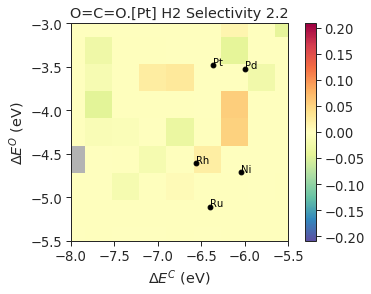 O=C=O.[Pt] H2 Selectivity 2.2
−3.0
−3.5
−4.0
−4.5
−5.0
−5.5
ΔE^O (eV)
Pt
Pd
Rh
Ni
Ru
−8.0 −7.5 −7.0 −6.5 −6.0 −5.5
ΔE^C (eV)
0.20
0.15
0.10
0.05
0.00
−0.05
−0.10
−0.15
−0.20